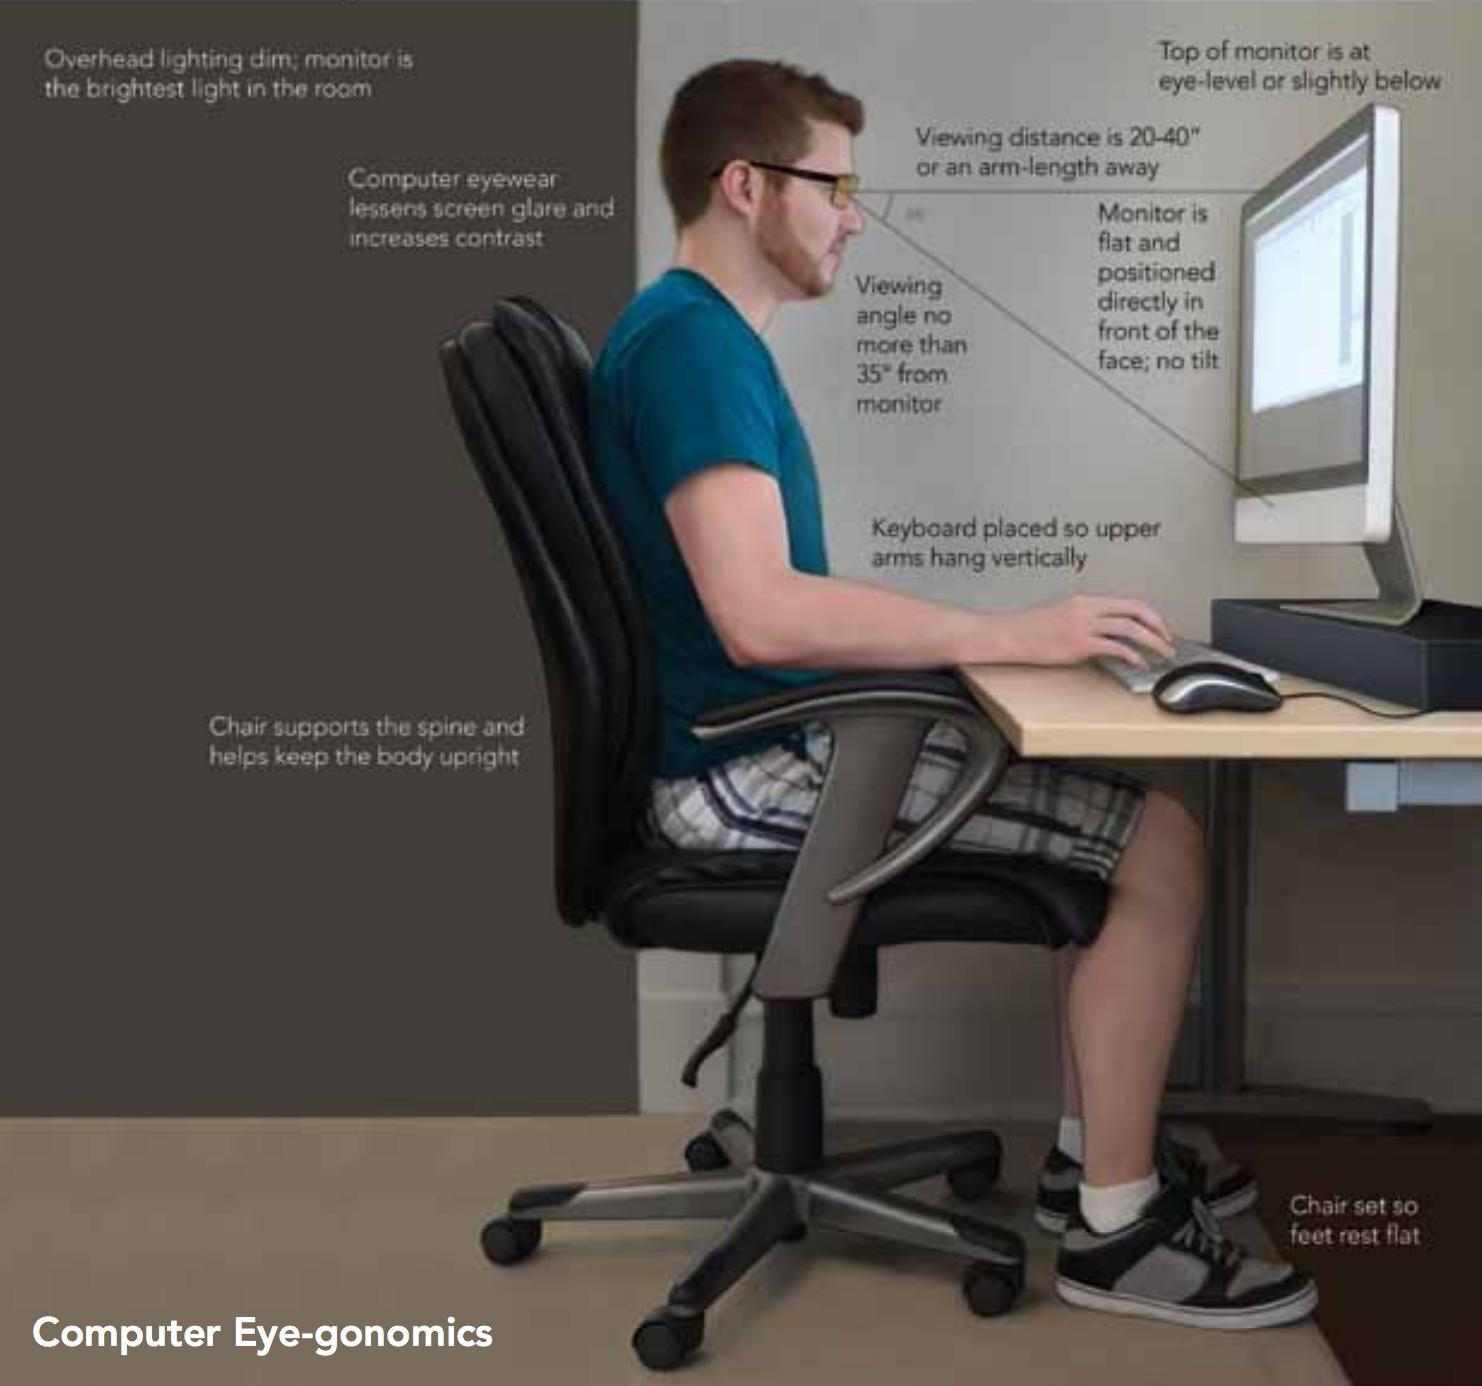 Overhead lighting dim; monitor is
the brightest light in the room
Top of monitor is at
eye-level or slightly below
Viewing distance is 20-40"
or an arm-length away
Computer eyewear
lessens screen glare and
increases contrast
Monitor is
flat and
positioned
directly in
front of the
face; no tilt
Viewing
angle no
more than
35° from
monitor
Keyboard placed so upper
arms hang vertically
Chair supports the spine and
helps keep the body upright
Chair set so
feet rest flat
Computer Eye-gonomics